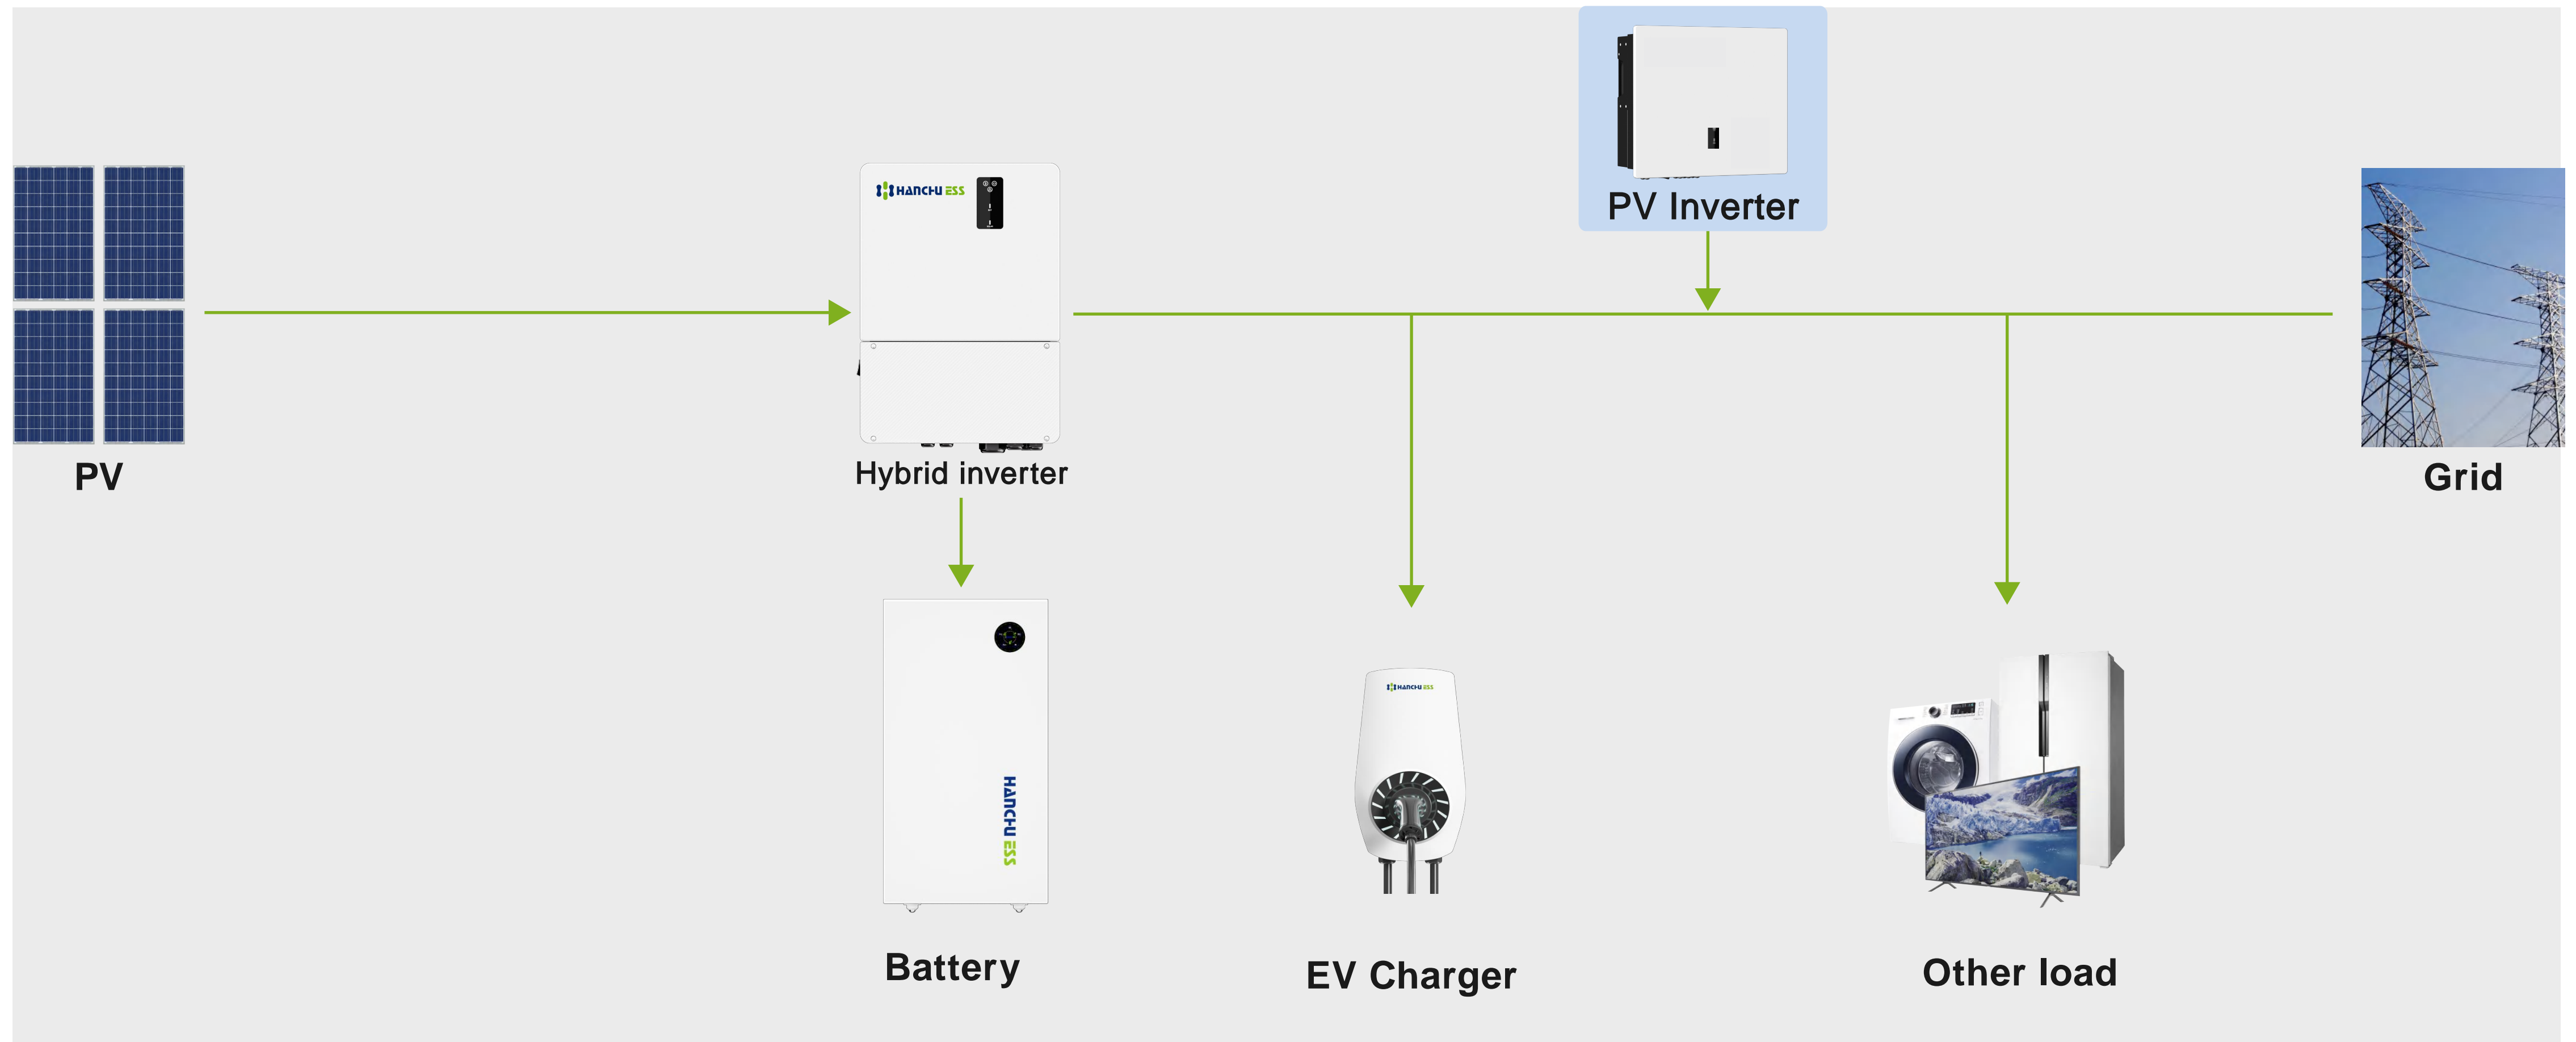 PV Inverter
HANCHU ESS
PV
Hybrid inverter
Grid
HANCHU ESS
HANCHU ESS
Battery
EV Charger
Other load